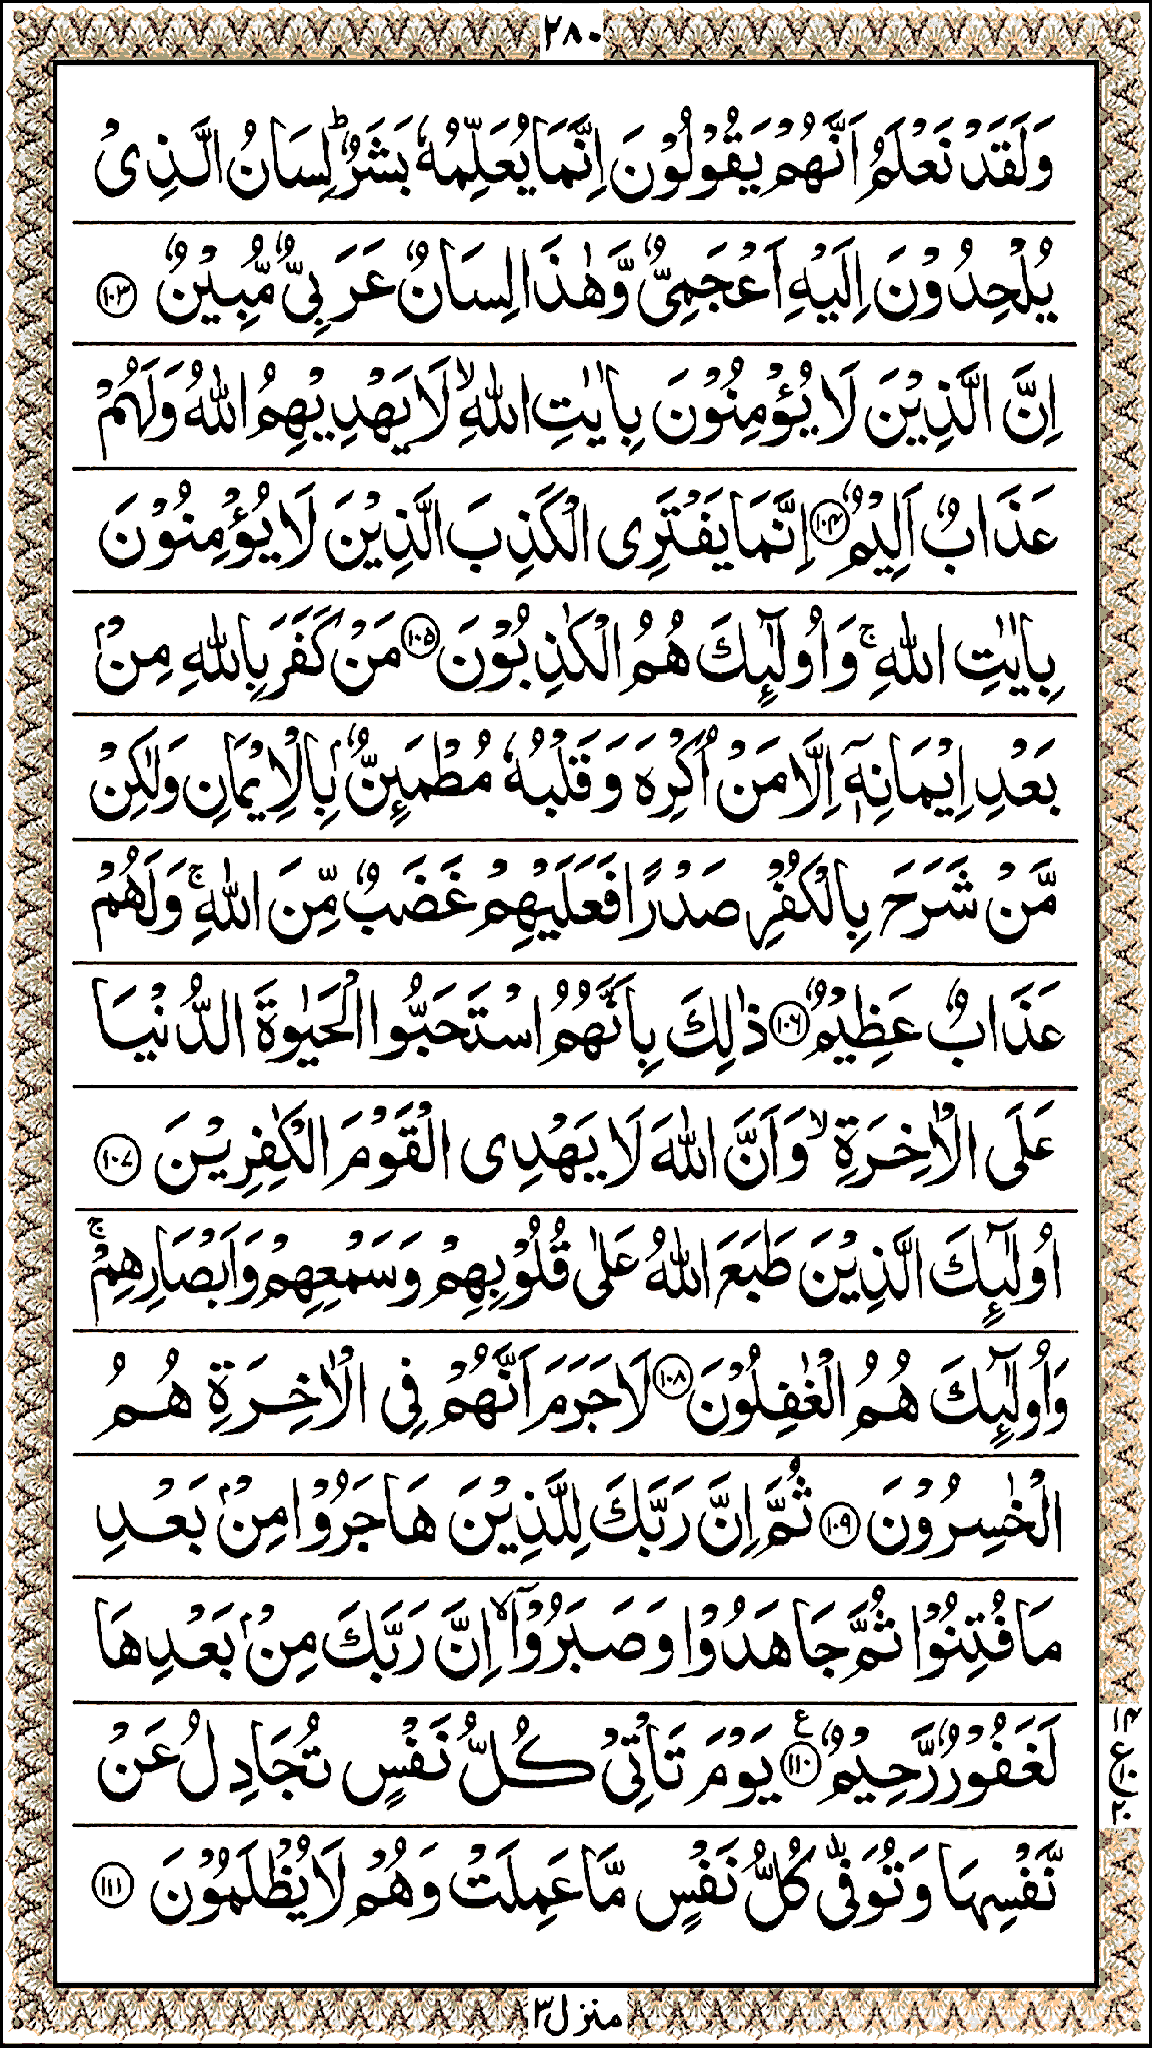 ٢٨٠
وَلَقَدْ نَعْلَمُ اَنَّهُمْ يَقُوْلُوْنَ اِنَّمَا يُعَلِّمُهٗ بَشَرٌ ؕ لِسَانُ الَّذِىْ
يُلْحِدُوْنَ اِلَيْهِ اَعْجَمِىٌّ وَّهٰذَا لِسَانٌ عَرَبِىٌّ مُّبِيْنٌ ﴿١٠٣﴾
اِنَّ الَّذِيْنَ لَا يُؤْمِنُوْنَ بِاٰيٰتِ اللّٰهِ ۙ لَا يَهْدِيْهِمُ اللّٰهُ وَلَهُمْ
عَذَابٌ اَلِيْمٌ ﴿١٠٤﴾ اِنَّمَا يَفْتَرِى الْكَذِبَ الَّذِيْنَ لَا يُؤْمِنُوْنَ
بِاٰيٰتِ اللّٰهِ ۚ وَاُولٰٓئِكَ هُمُ الْكٰذِبُوْنَ ﴿١٠٥﴾ مَنْ كَفَرَ بِاللّٰهِ مِنْۢ
بَعْدِ اِيْمَانِهٖۤ اِلَّا مَنْ اُكْرِهَ وَقَلْبُهٗ مُطْمَئِنٌّۢ بِالْاِيْمَانِ وَلٰكِنْ
مَّنْ شَرَحَ بِالْكُفْرِ صَدْرًا فَعَلَيْهِمْ غَضَبٌ مِّنَ اللّٰهِ ۚ وَلَهُمْ
عَذَابٌ عَظِيْمٌ ﴿١٠٦﴾ ذٰلِكَ بِاَنَّهُمُ اسْتَحَبُّوا الْحَيٰوةَ الدُّنْيَا
عَلَى الْاٰخِرَةِ ۙ وَاَنَّ اللّٰهَ لَا يَهْدِى الْقَوْمَ الْكٰفِرِيْنَ ﴿١٠٧﴾
اُولٰٓئِكَ الَّذِيْنَ طَبَعَ اللّٰهُ عَلٰى قُلُوْبِهِمْ وَسَمْعِهِمْ وَاَبْصَارِهِمْ ۚ
وَاُولٰٓئِكَ هُمُ الْغٰفِلُوْنَ ﴿١٠٨﴾ لَا جَرَمَ اَنَّهُمْ فِى الْاٰخِرَةِ هُمُ
الْخٰسِرُوْنَ ﴿١٠٩﴾ ثُمَّ اِنَّ رَبَّكَ لِلَّذِيْنَ هَاجَرُوْا مِنْۢ بَعْدِ
مَا فُتِنُوْا ثُمَّ جَاهَدُوْا وَصَبَرُوْۤا ۙ اِنَّ رَبَّكَ مِنْۢ بَعْدِهَا
لَغَفُوْرٌ رَّحِيْمٌ ﴿١١٠﴾ ع يَوْمَ تَاْتِىْ كُلُّ نَفْسٍ تُجَادِلُ عَنْ
١٤
ع
١٠
٢٠
نَّفْسِهَا وَتُوَفّٰى كُلُّ نَفْسٍ مَّا عَمِلَتْ وَهُمْ لَا يُظْلَمُوْنَ ﴿١١١﴾
منزل ٣